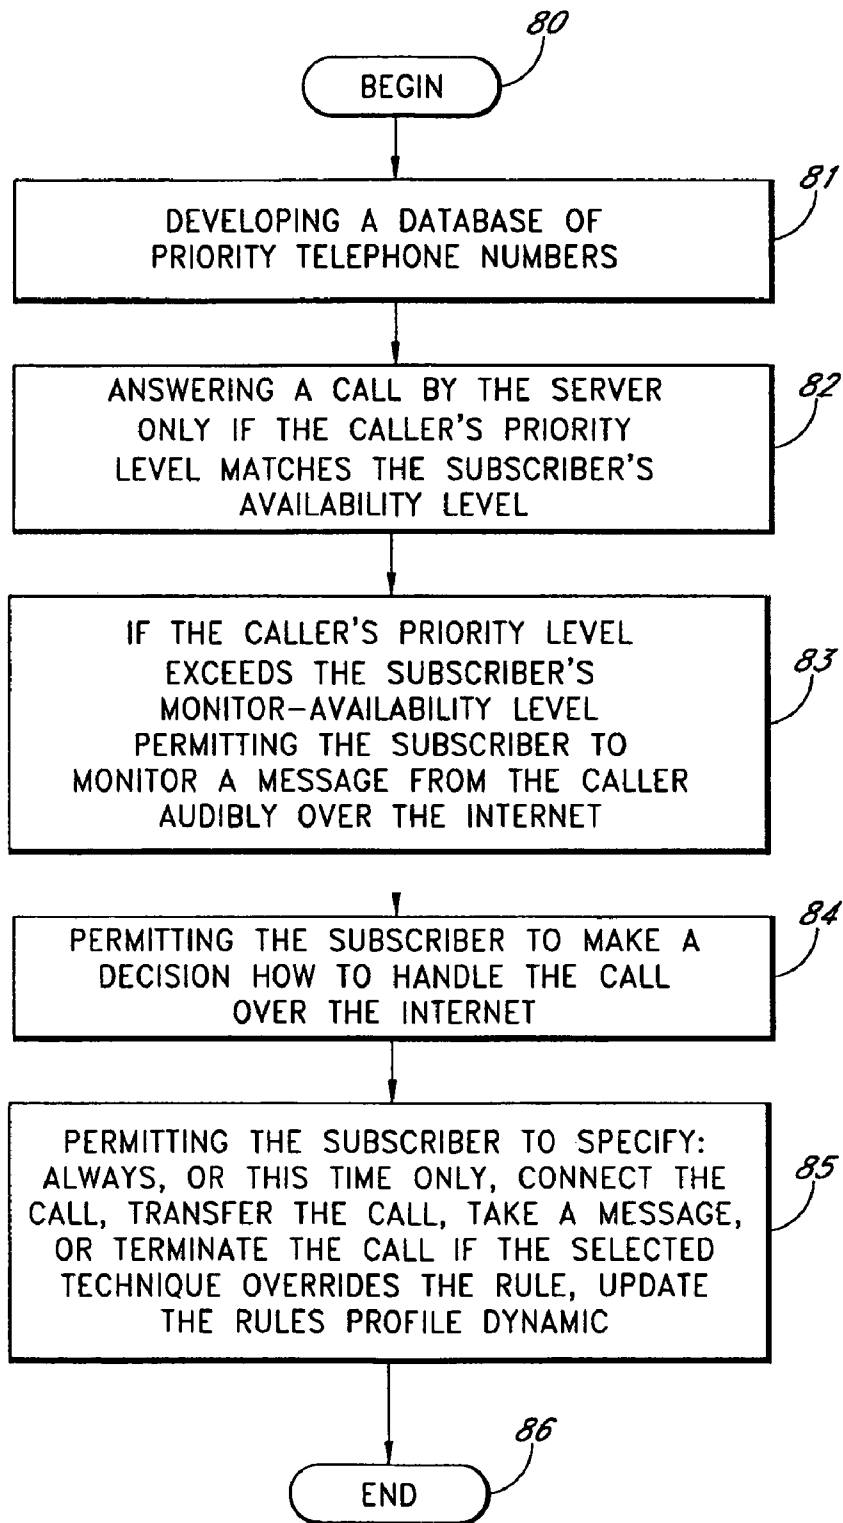 80
BEGIN
81
DEVELOPING A DATABASE OF
PRIORITY TELEPHONE NUMBERS
82
ANSWERING A CALL BY THE SERVER
ONLY IF THE CALLER'S PRIORITY
LEVEL MATCHES THE SUBSCRIBER'S
AVAILABILITY LEVEL
83
IF THE CALLER'S PRIORITY LEVEL
EXCEEDS THE SUBSCRIBER'S
MONITOR-AVAILABILITY LEVEL
PERMITTING THE SUBSCRIBER TO
MONITOR A MESSAGE FROM THE CALLER
AUDIBLY OVER THE INTERNET
84
PERMITTING THE SUBSCRIBER TO MAKE A
DECISION HOW TO HANDLE THE CALL
OVER THE INTERNET
85
PERMITTING THE SUBSCRIBER TO SPECIFY:
ALWAYS, OR THIS TIME ONLY, CONNECT THE
CALL, TRANSFER THE CALL, TAKE A MESSAGE,
OR TERMINATE THE CALL IF THE SELECTED
TECHNIQUE OVERRIDES THE RULE, UPDATE
THE RULES PROFILE DYNAMIC
86
END